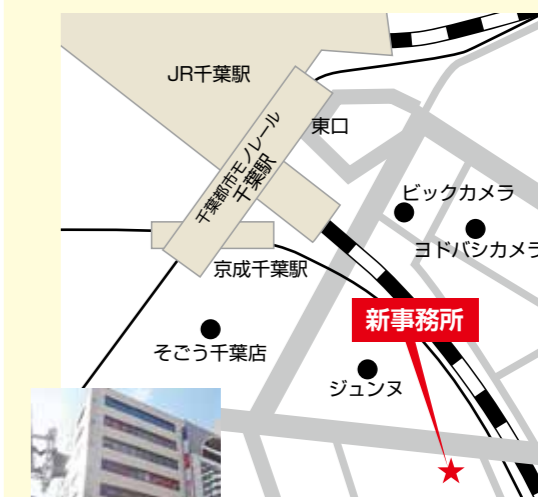 JR千葉駅
千葉都市モノレール
千葉駅
東口
ビックカメラ
ヨドバシカメラ
京成千葉駅
新事務所
そごう千葉店
ジュンヌ